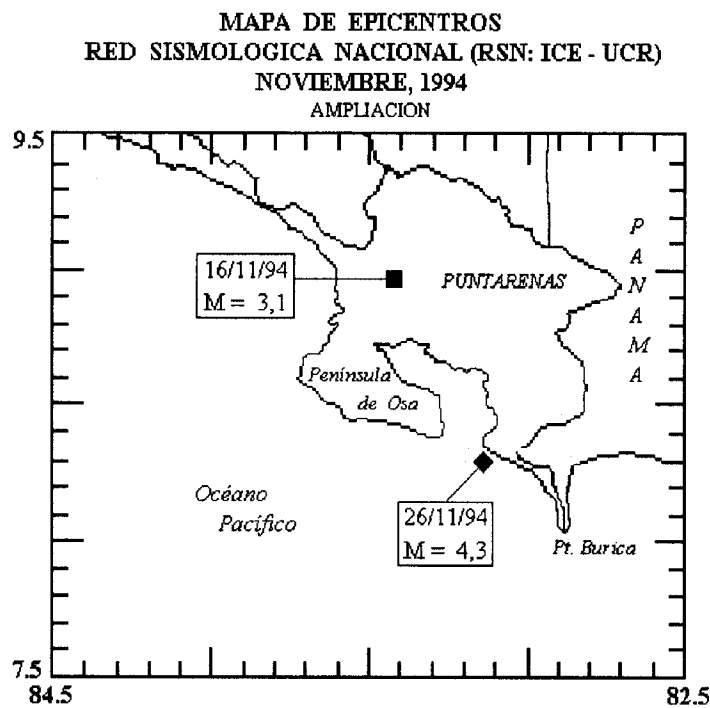 MAPA DE EPICENTROS
RED SISMOLOGICA NACIONAL (RSN: ICE - UCR)
NOVIEMBRE, 1994
AMPLIACION
9.5
PANAMA
16/11/94
M = 3,1
PUNTARENAS
Península
de Osa
Océano
Pacífico
26/11/94
M = 4,3
Pt. Burica
7.5
84.5
82.5